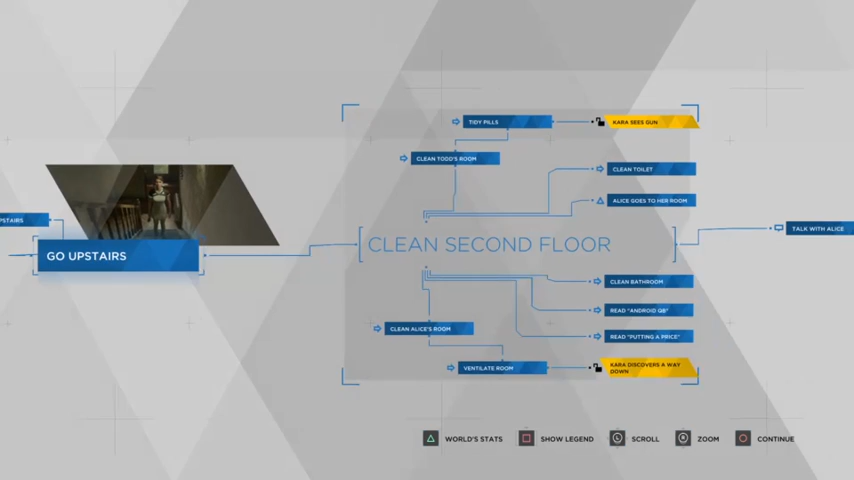 TIDY PILLS
KARA SEES GUN
CLEAN TODD'S ROOM
CLEAN TOILET
ALICE GOES TO HER ROOM
PSTAIRS
TALK WITH ALICE
CLEAN SECOND FLOOR
GO UPSTAIRS
CLEAN BATHROOM
READ "ANDROID QB"
CLEAN ALICE'S ROOM
READ "PUTTING A PRICE"
VENTILATE ROOM
KARA DISCOVERS A WAY
DOWN
WORLD'S STATS
SHOW LEGEND
L SCROLL
R ZOOM
CONTINUE